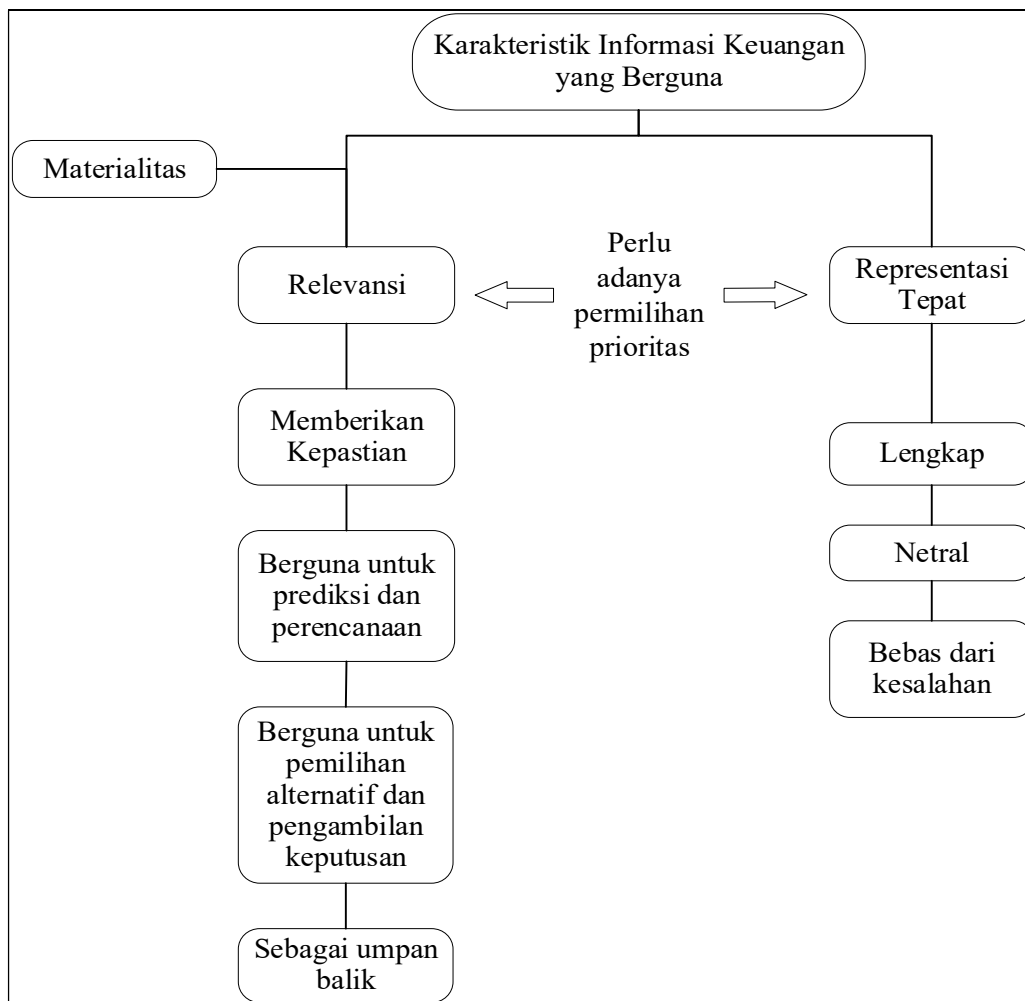 Karakteristik Informasi Keuangan
yang Berguna
Materialitas
Relevansi
Perlu
adanya
permilihan
prioritas
Representasi
Tepat
Memberikan
Kepastian
Lengkap
Berguna untuk
prediksi dan
perencanaan
Netral
Bebas dari
kesalahan
Berguna untuk
pemilihan
alternatif dan
pengambilan
keputusan
Sebagai umpan
balik